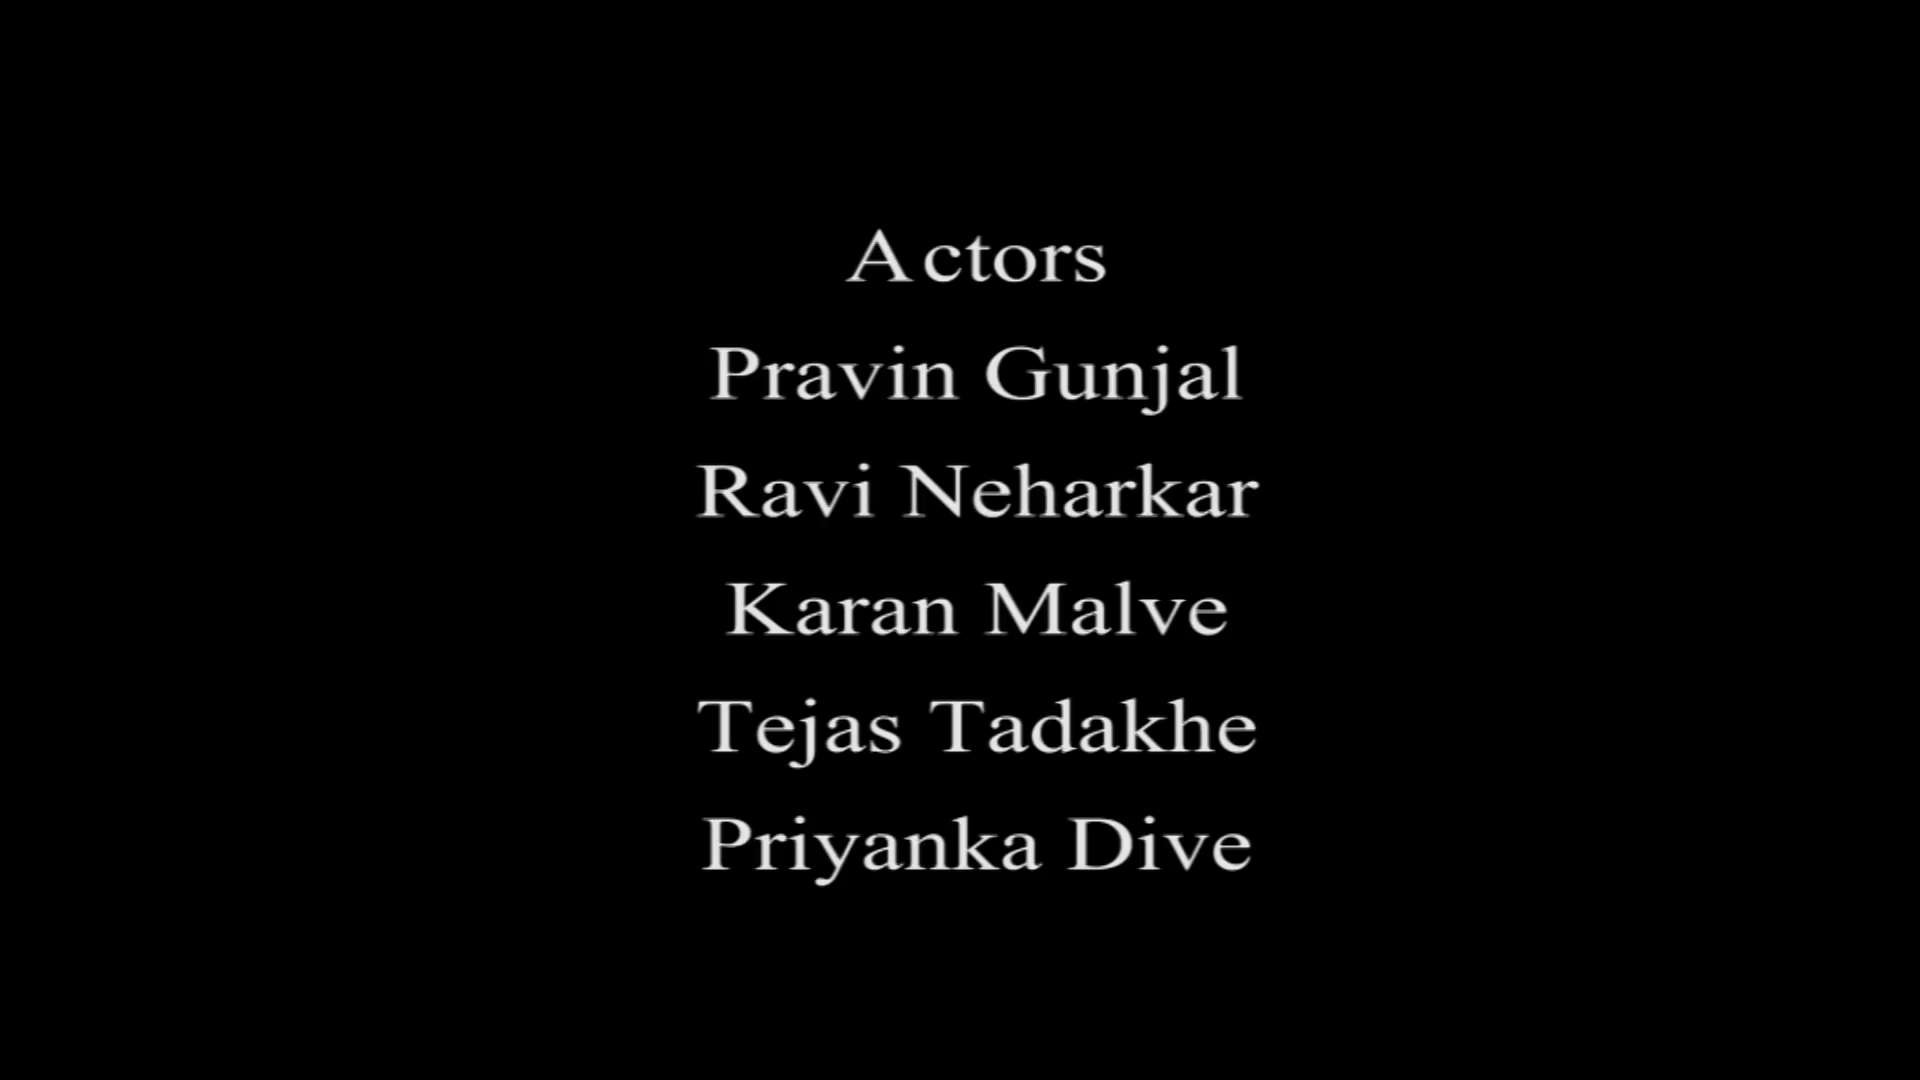 Actors
Pravin Gunjal
Ravi Neharkar
Karan Malve
Tejas Tadakhe
Priyanka Dive